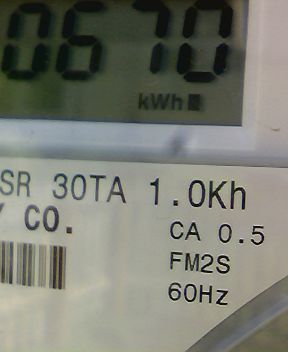 0670
kWh
SR 30TA 1.0Kh
Y CO.
CA 0.5
FM2S
60Hz